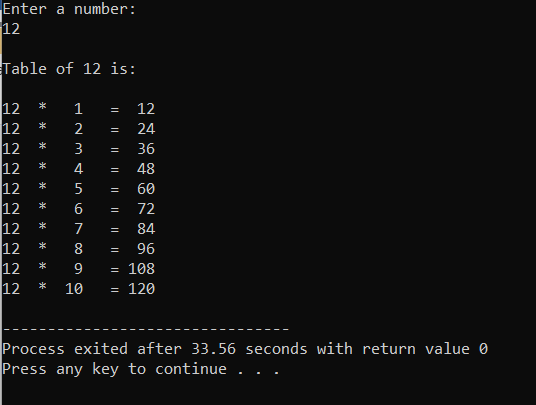 Enter a number:
12
Table of 12 is:
12  *   1   =  12
12  *   2   =  24
12  *   3   =  36
12  *   4   =  48
12  *   5   =  60
12  *   6   =  72
12  *   7   =  84
12  *   8   =  96
12  *   9   = 108
12  *  10   = 120
--------------------------------
Process exited after 33.56 seconds with return value 0
Press any key to continue . . .